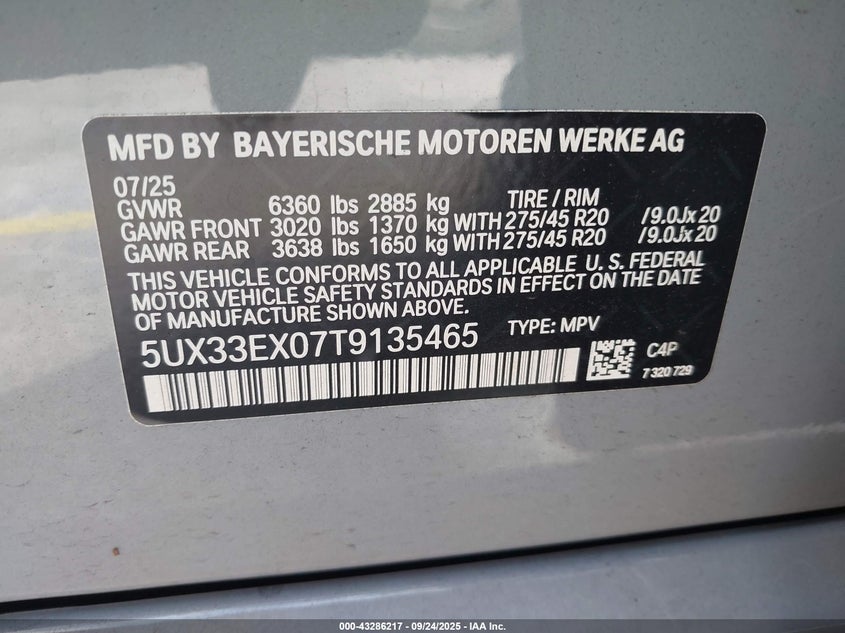 MFD BY BAYERISCHE MOTOREN WERKE AG
07/25
GVWR 6360 lbs 2885 kg TIRE / RIM
GAWR FRONT 3020 lbs 1370 kg WITH 275/45 R20 /9.0Jx20
GAWR REAR 3638 lbs 1650 kg WITH 275/45 R20 /9.0Jx20
THIS VEHICLE CONFORMS TO ALL APPLICABLE U. S. FEDERAL
MOTOR VEHICLE SAFETY STANDARDS IN EFFECT ON THE DATE
OF MANUFACTURE SHOWN ABOVE.
5UX33EX07T9135465 TYPE: MPV
C4P
7 320 729
000-43286217 - 09/24/2025 - IAA Inc.